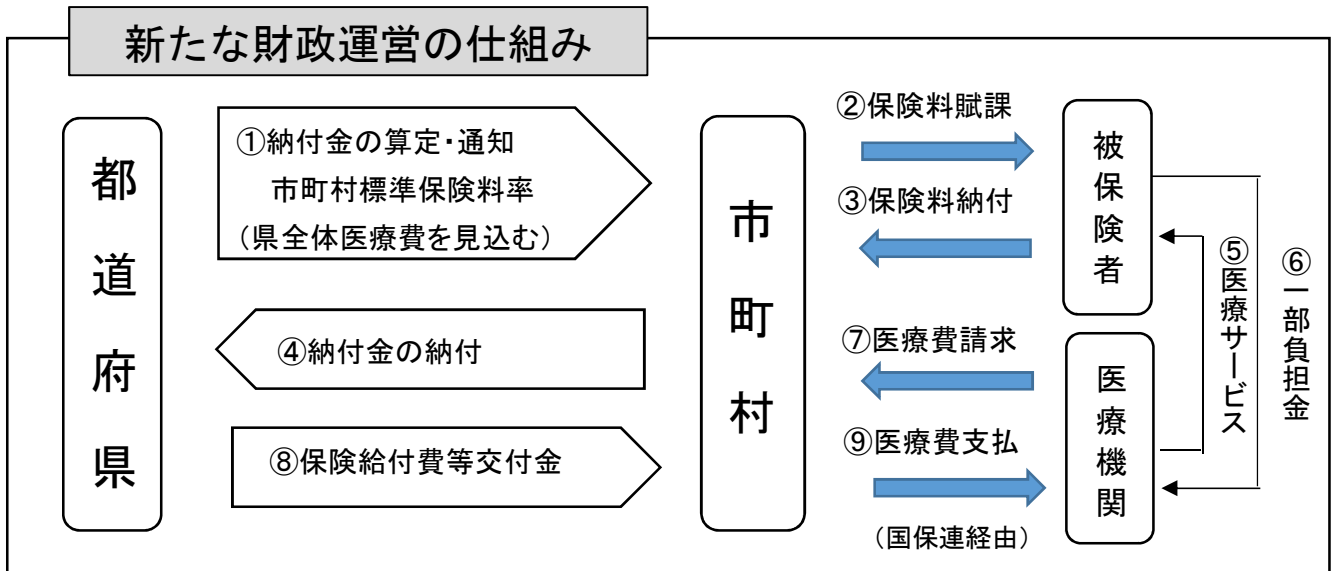 新たな財政運営の仕組み
都道府県
①納付金の算定・通知
市町村標準保険料率
（県全体医療費を見込む）
④納付金の納付
⑧保険給付費等交付金
市町村
②保険料賦課
③保険料納付
⑦医療費請求
⑨医療費支払
（国保連経由）
被保険者
医療機関
⑤医療サービス
⑥一部負担金